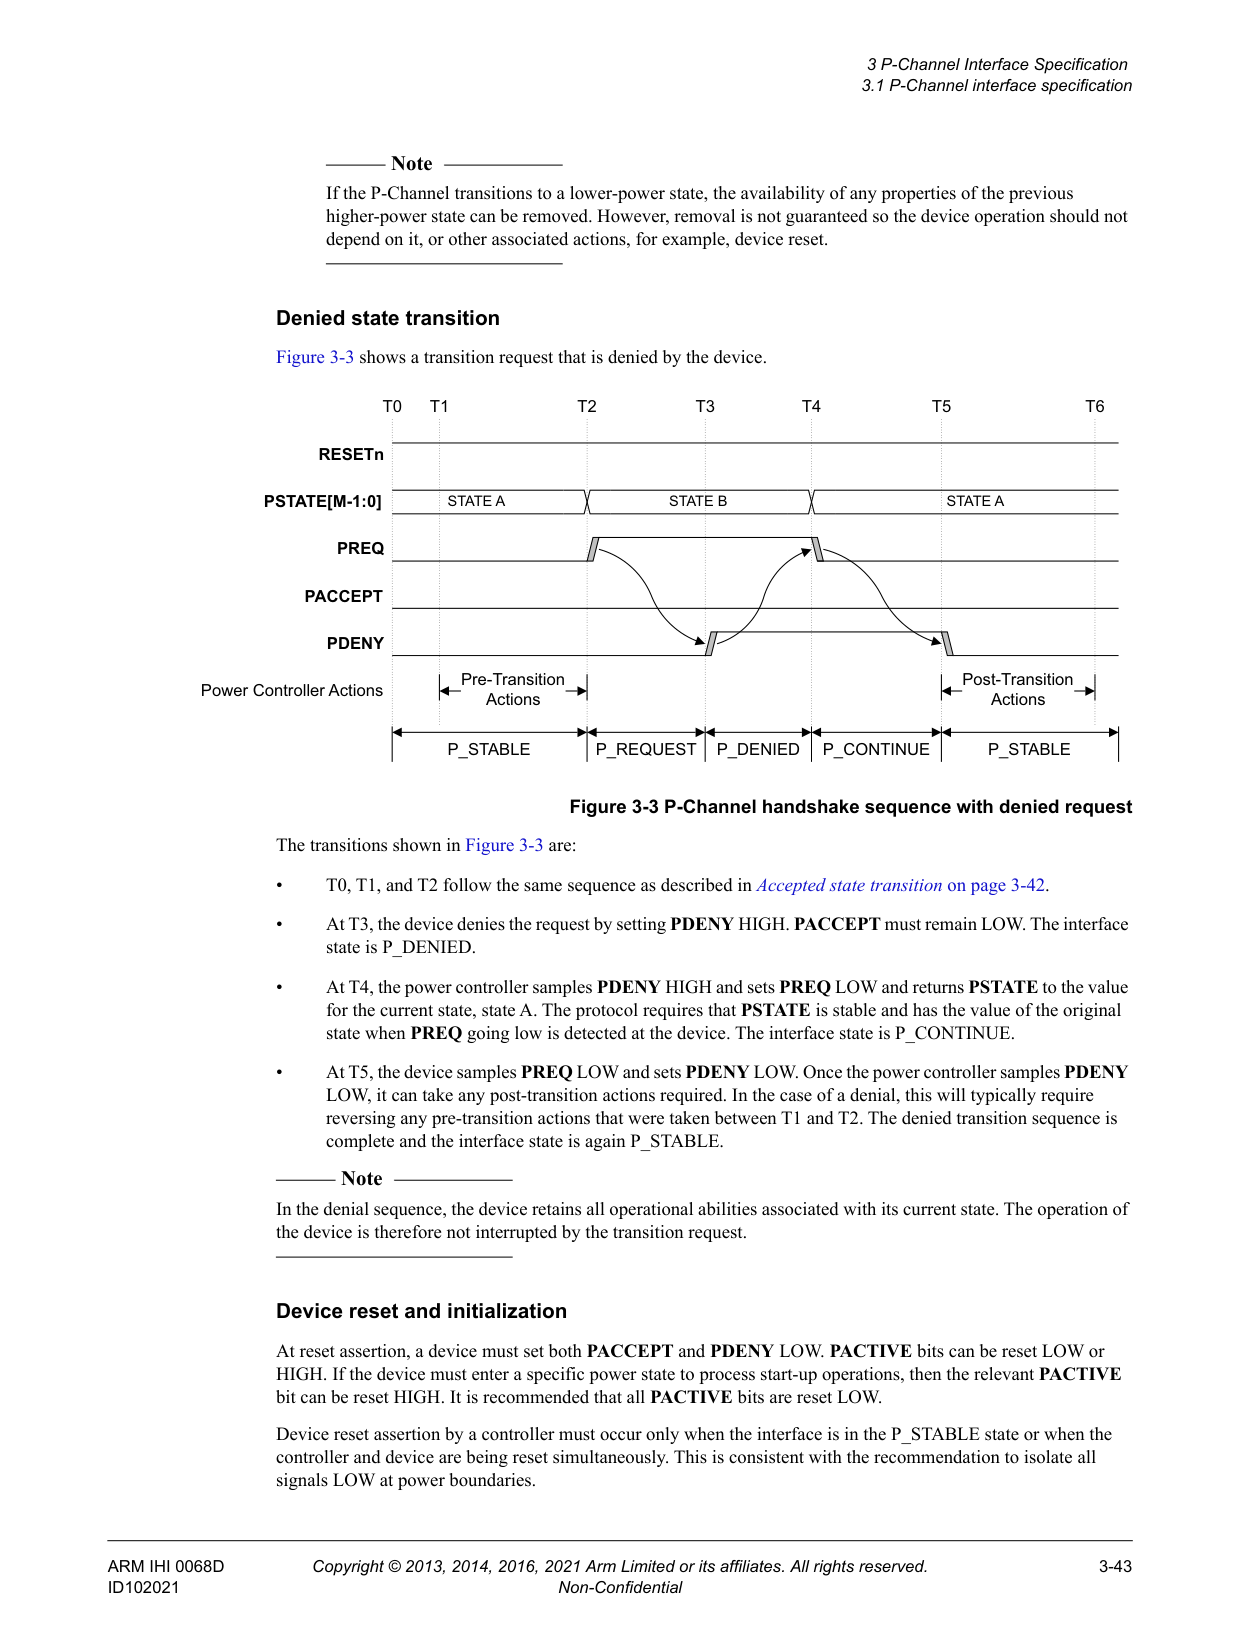 3 P-Channel Interface Specification
3.1 P-Channel interface specification
Note
If the P-Channel transitions to a lower-power state, the availability of any properties of the previous
higher-power state can be removed. However, removal is not guaranteed so the device operation should not
depend on it, or other associated actions, for example, device reset.
Denied state transition
Figure 3-3 shows a transition request that is denied by the device.
T0 T1 T2 T3 T4 T5 T6
RESETn
PSTATE[M-1:0] STATE A STATE B STATE A
PREQ
PACCEPT
PDENY
Power Controller Actions Pre-Transition Actions Post-Transition Actions
P_STABLE P_REQUEST P_DENIED P_CONTINUE P_STABLE
Figure 3-3 P-Channel handshake sequence with denied request
The transitions shown in Figure 3-3 are:
• T0, T1, and T2 follow the same sequence as described in Accepted state transition on page 3-42.
• At T3, the device denies the request by setting PDENY HIGH. PACCEPT must remain LOW. The interface
state is P_DENIED.
• At T4, the power controller samples PDENY HIGH and sets PREQ LOW and returns PSTATE to the value
for the current state, state A. The protocol requires that PSTATE is stable and has the value of the original
state when PREQ going low is detected at the device. The interface state is P_CONTINUE.
• At T5, the device samples PREQ LOW and sets PDENY LOW. Once the power controller samples PDENY
LOW, it can take any post-transition actions required. In the case of a denial, this will typically require
reversing any pre-transition actions that were taken between T1 and T2. The denied transition sequence is
complete and the interface state is again P_STABLE.
Note
In the denial sequence, the device retains all operational abilities associated with its current state. The operation of
the device is therefore not interrupted by the transition request.
Device reset and initialization
At reset assertion, a device must set both PACCEPT and PDENY LOW. PACTIVE bits can be reset LOW or
HIGH. If the device must enter a specific power state to process start-up operations, then the relevant PACTIVE
bit can be reset HIGH. It is recommended that all PACTIVE bits are reset LOW.
Device reset assertion by a controller must occur only when the interface is in the P_STABLE state or when the
controller and device are being reset simultaneously. This is consistent with the recommendation to isolate all
signals LOW at power boundaries.
ARM IHI 0068D Copyright © 2013, 2014, 2016, 2021 Arm Limited or its affiliates. All rights reserved. 3-43
ID102021 Non-Confidential